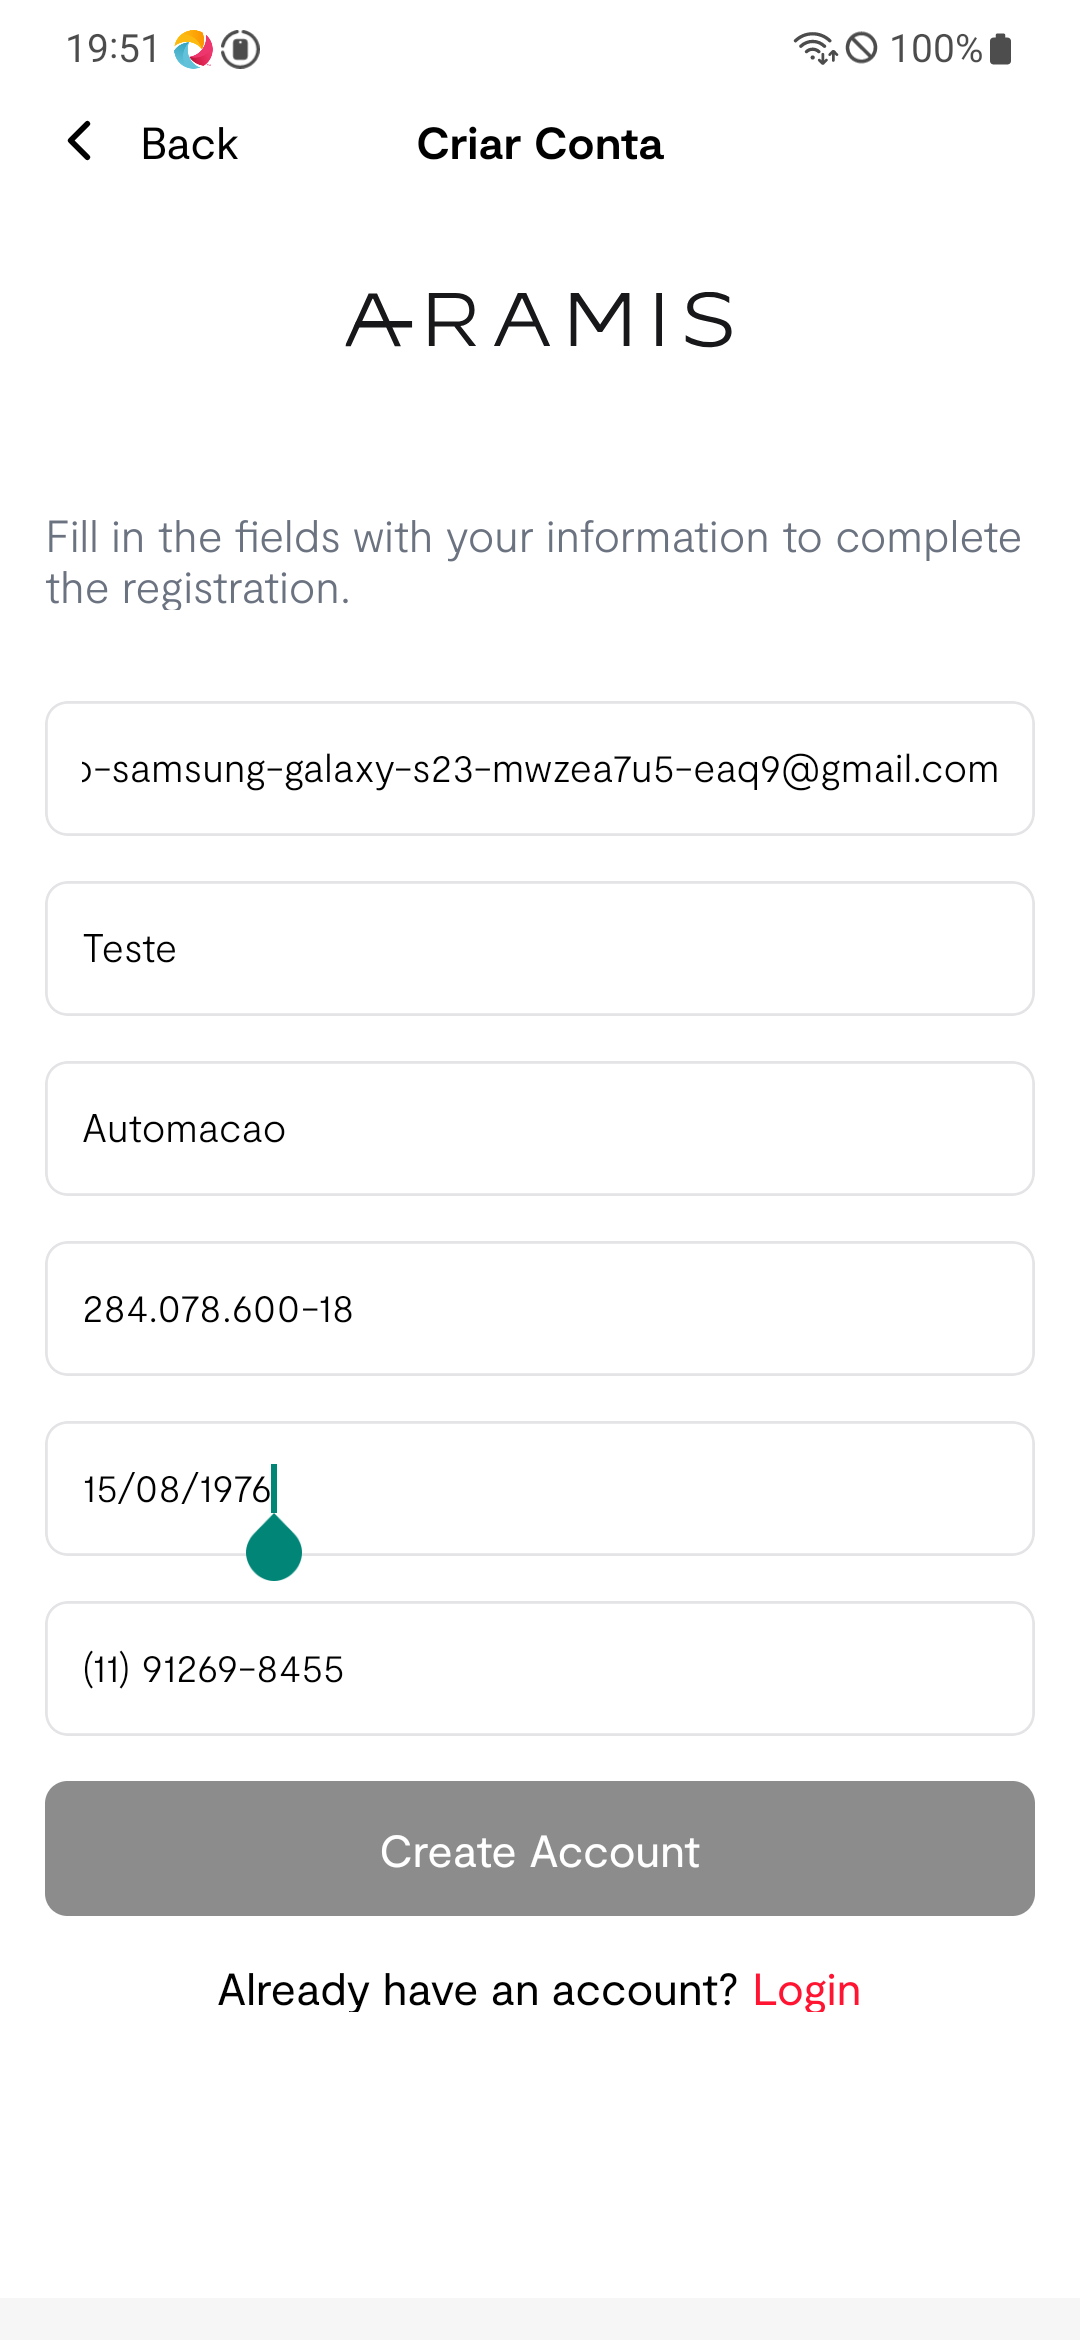 19:51 100%
Back Criar Conta
ARAMIS
Fill in the fields with your information to complete
the registration.
-samsung-galaxy-s23-mwzea7u5-eaq9@gmail.com
Teste
Automacao
284.078.600-18
15/08/1976
(11) 91269-8455
Create Account
Already have an account? Login